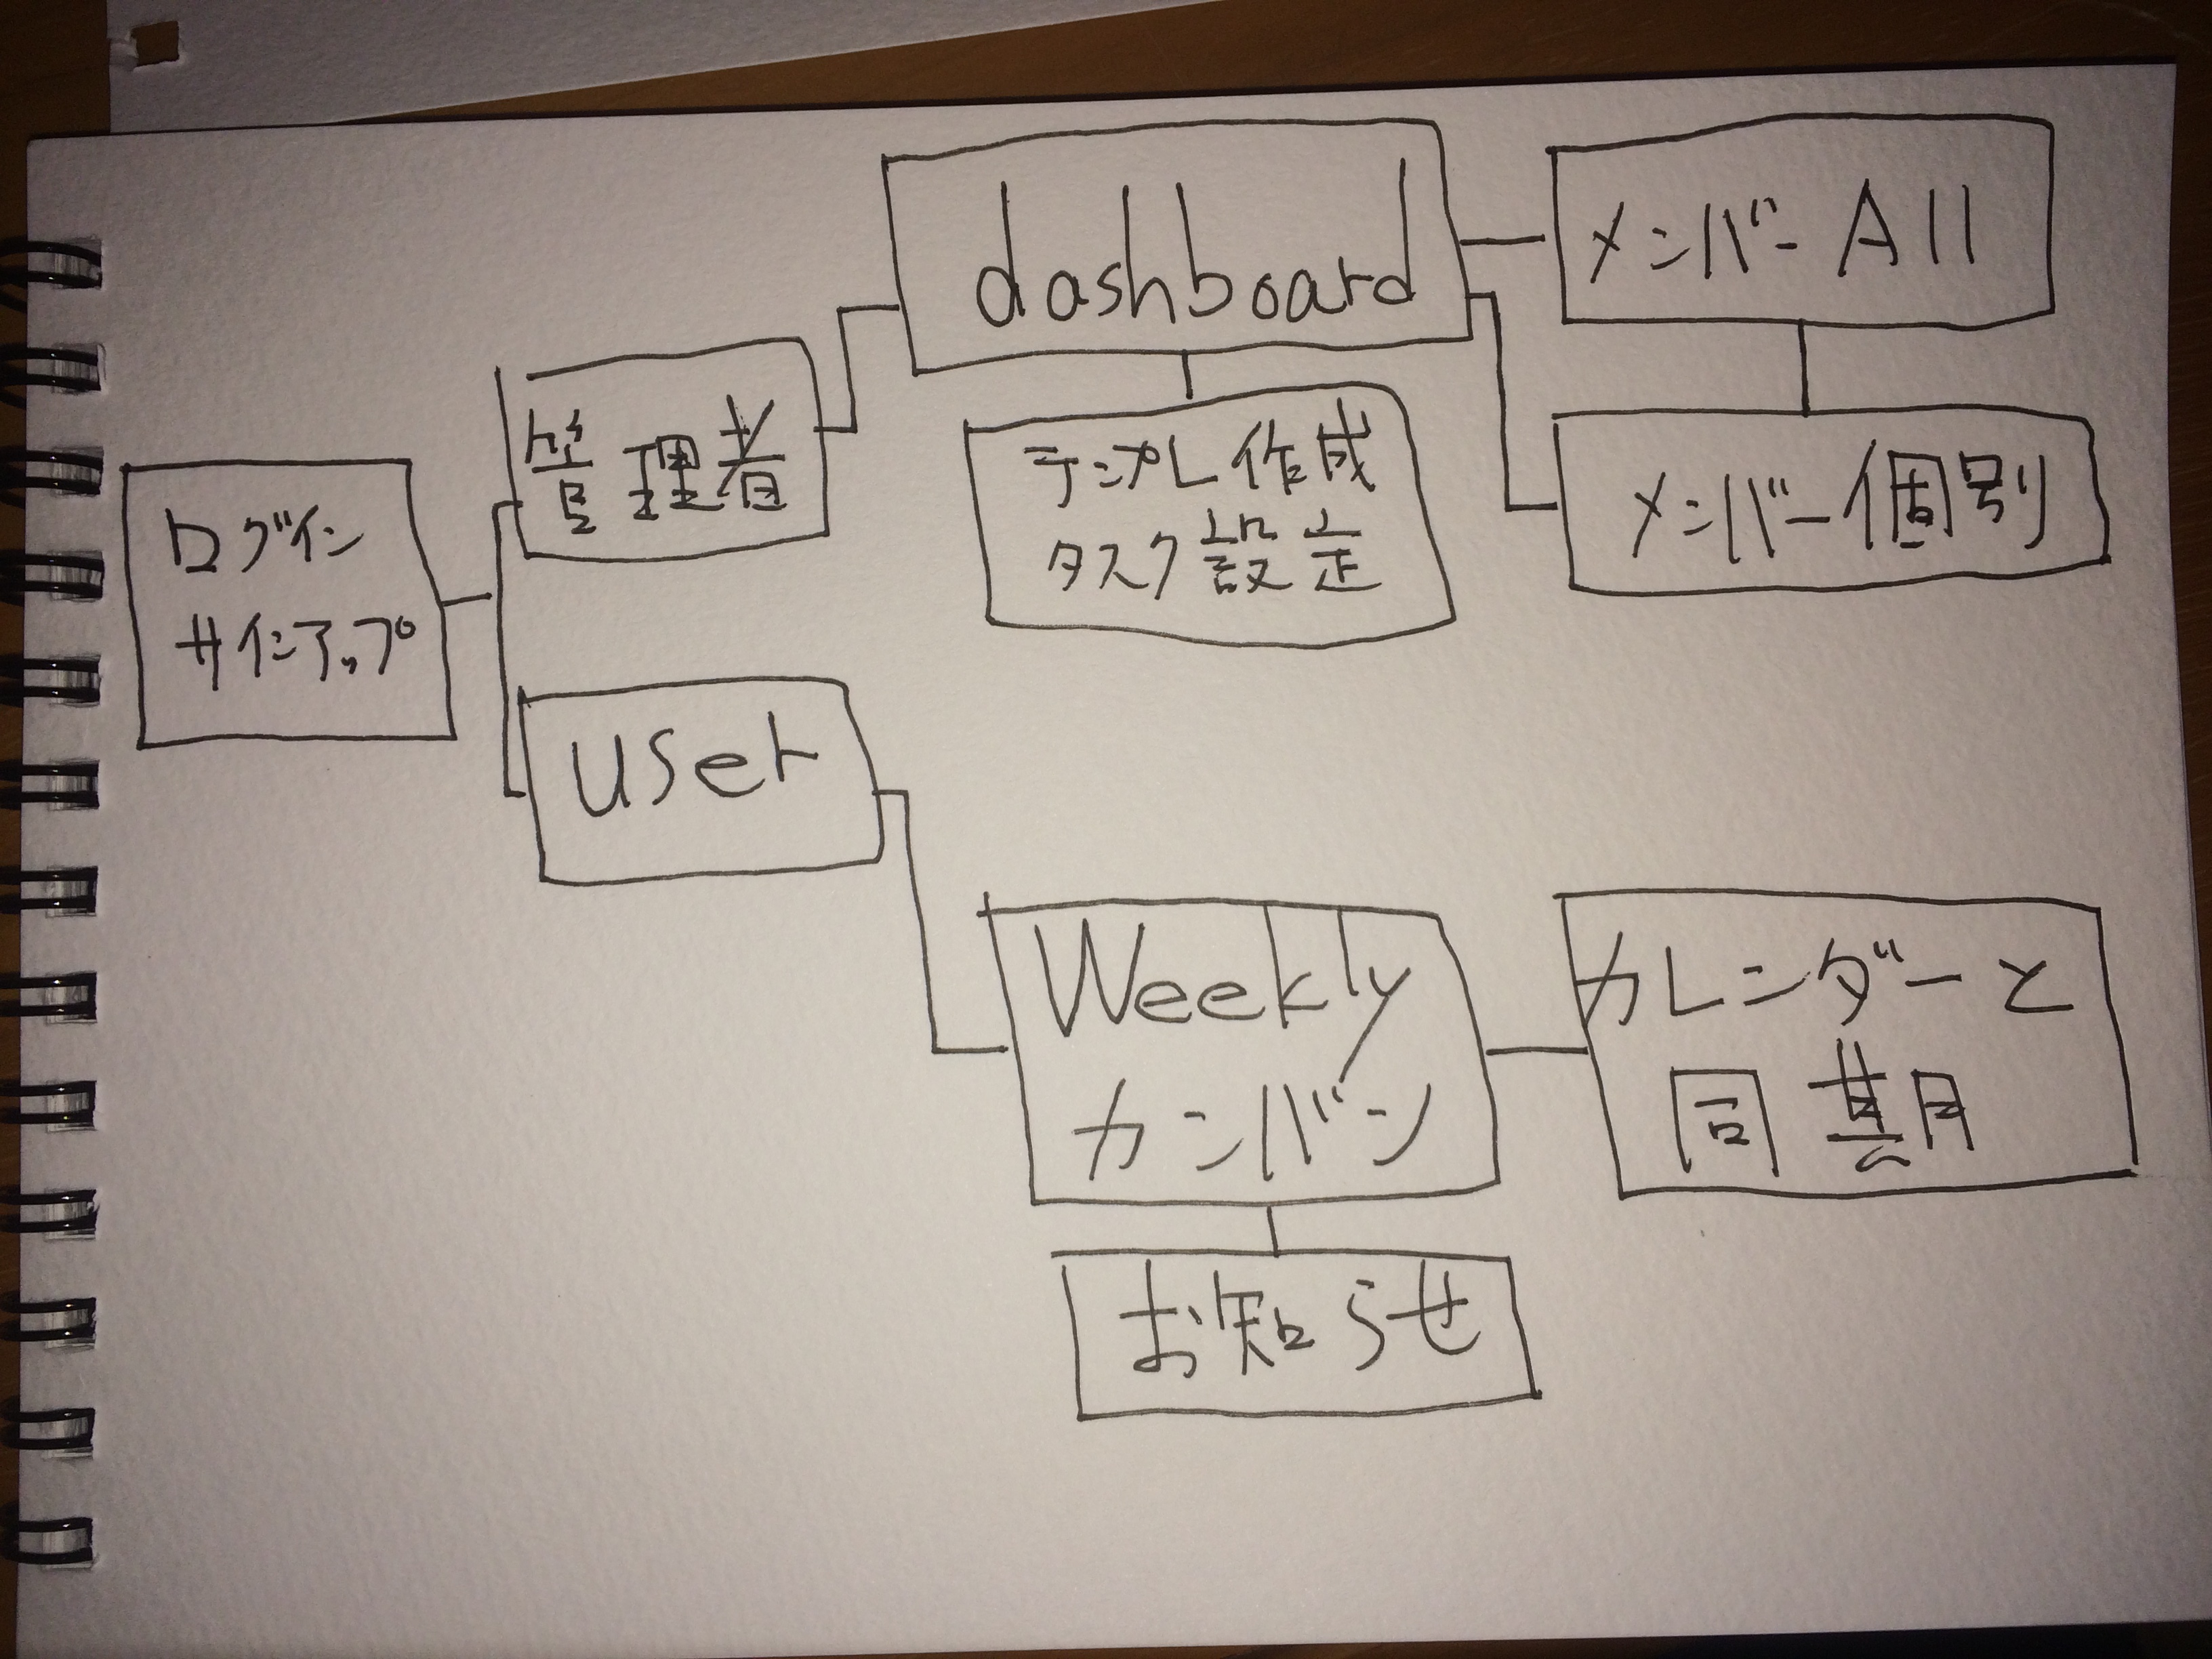 ログイン
サインアップ
管理者
user
dashboard
テンプレ作成
タスク設定
メンバーAll
メンバー個別
Weekly
カンバン
カレンダーと
同期
お知らせ